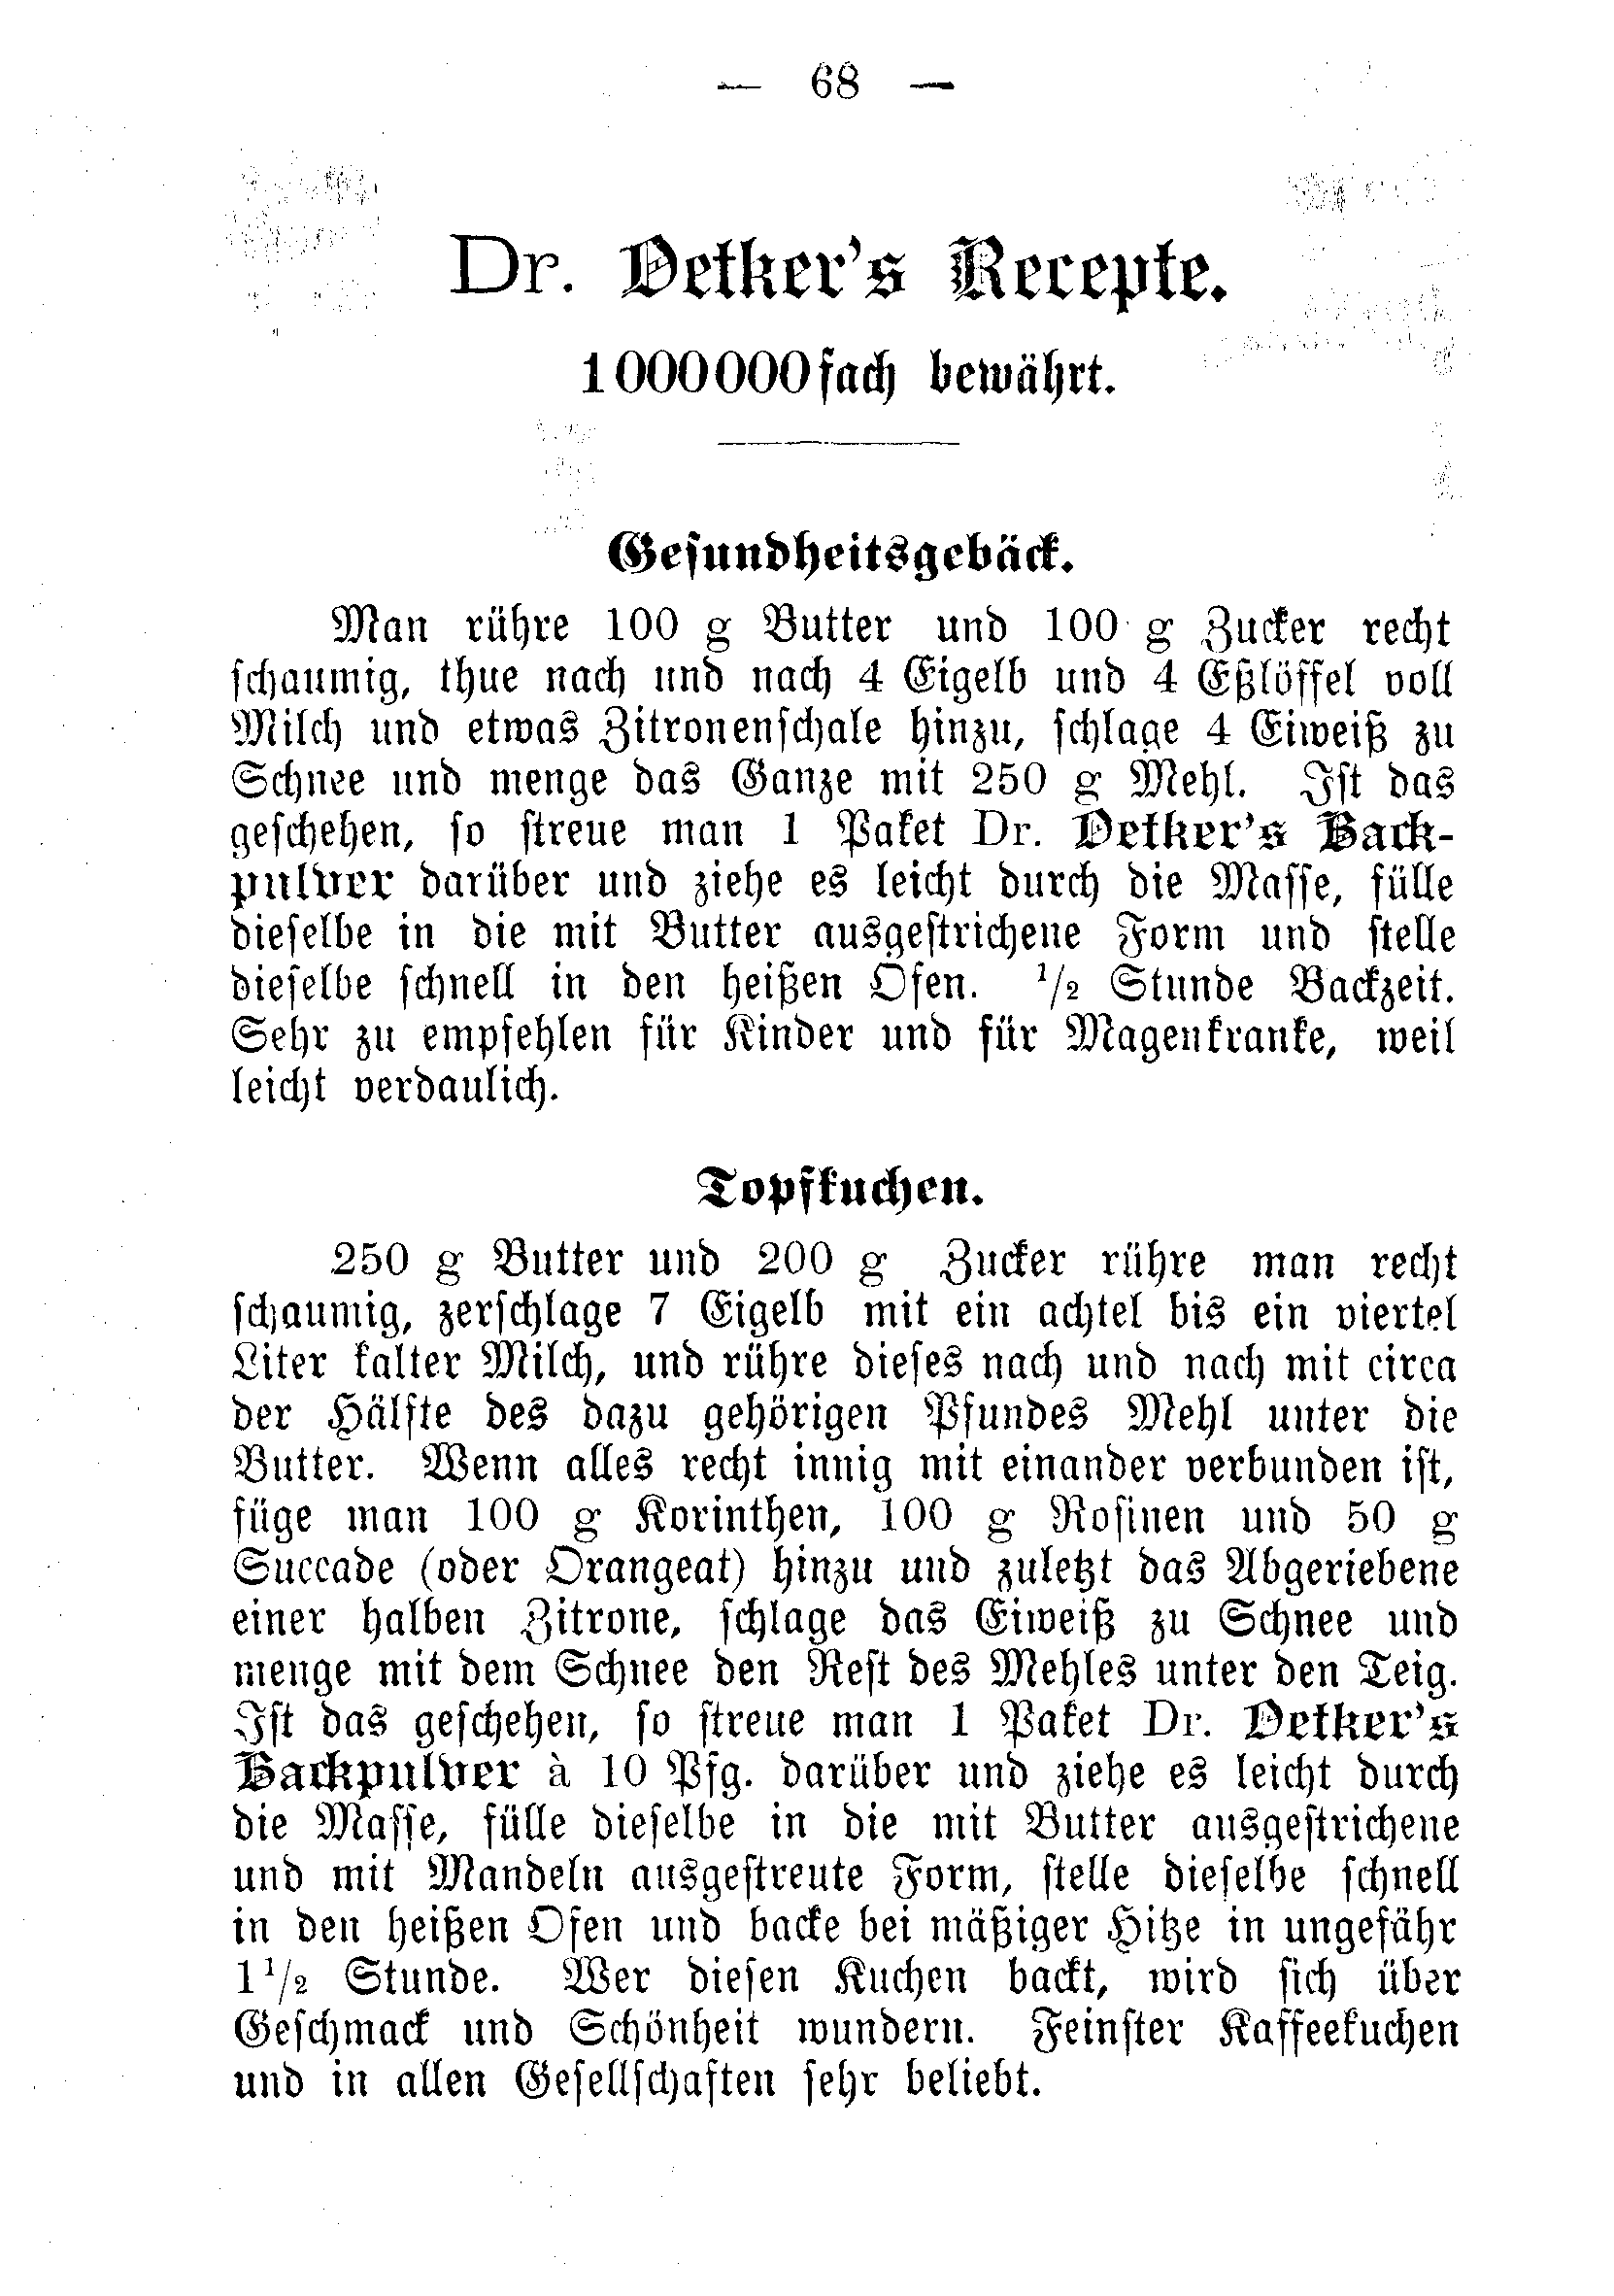 — 68 —
Dr. Oetker's Recepte.
1000000fach bewährt.
Gesundheitsgebäck.
Man rühre 100 g Butter und 100 g Zucker recht
schaumig, thue nach und nach 4 Eigelb und 4 Eßlöffel voll
Milch und etwas Zitronenschale hinzu, schlage 4 Eiweiß zu
Schnee und menge das Ganze mit 250 g Mehl. Ist das
geschehen, so streue man 1 Paket Dr. Oetker's Back-
pulver darüber und ziehe es leicht durch die Masse, fülle
dieselbe in die mit Butter ausgestrichene Form und stelle
dieselbe schnell in den heißen Ofen. 1/2 Stunde Backzeit.
Sehr zu empfehlen für Kinder und für Magenkranke, weil
leicht verdaulich.
Topfkuchen.
250 g Butter und 200 g Zucker rühre man recht
schaumig, zerschlage 7 Eigelb mit ein achtel bis ein viertel
Liter kalter Milch, und rühre dieses nach und nach mit circa
der Hälfte des dazu gehörigen Pfundes Mehl unter die
Butter. Wenn alles recht innig mit einander verbunden ist,
füge man 100 g Korinthen, 100 g Rosinen und 50 g
Succade (oder Orangeat) hinzu und zuletzt das Abgeriebene
einer halben Zitrone, schlage das Eiweiß zu Schnee und
menge mit dem Schnee den Rest des Mehles unter den Teig.
Ist das geschehen, so streue man 1 Paket Dr. Oetker's
Backpulver à 10 Pfg. darüber und ziehe es leicht durch
die Masse, fülle dieselbe in die mit Butter ausgestrichene
und mit Mandeln ausgestreute Form, stelle dieselbe schnell
in den heißen Ofen und backe bei mäßiger Hitze in ungefähr
1 1/2 Stunde. Wer diesen Kuchen backt, wird sich über
Geschmack und Schönheit wundern. Feinster Kaffeekuchen
und in allen Gesellschaften sehr beliebt.